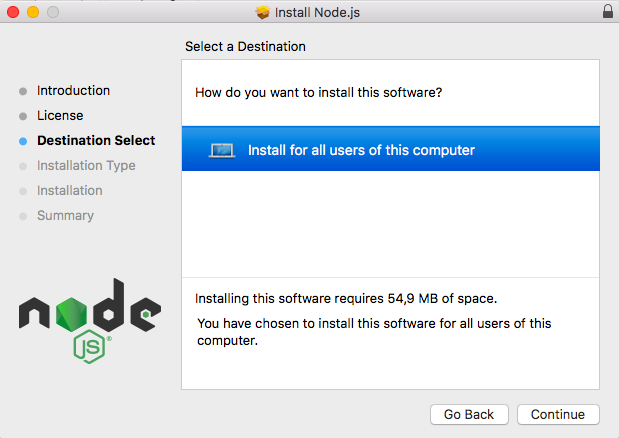 Install Node.js
Select a Destination
Introduction
License
Destination Select
Installation Type
Installation
Summary
How do you want to install this software?
Install for all users of this computer
Installing this software requires 54,9 MB of space.
You have chosen to install this software for all users of this
computer.
node
JS®
Go Back
Continue